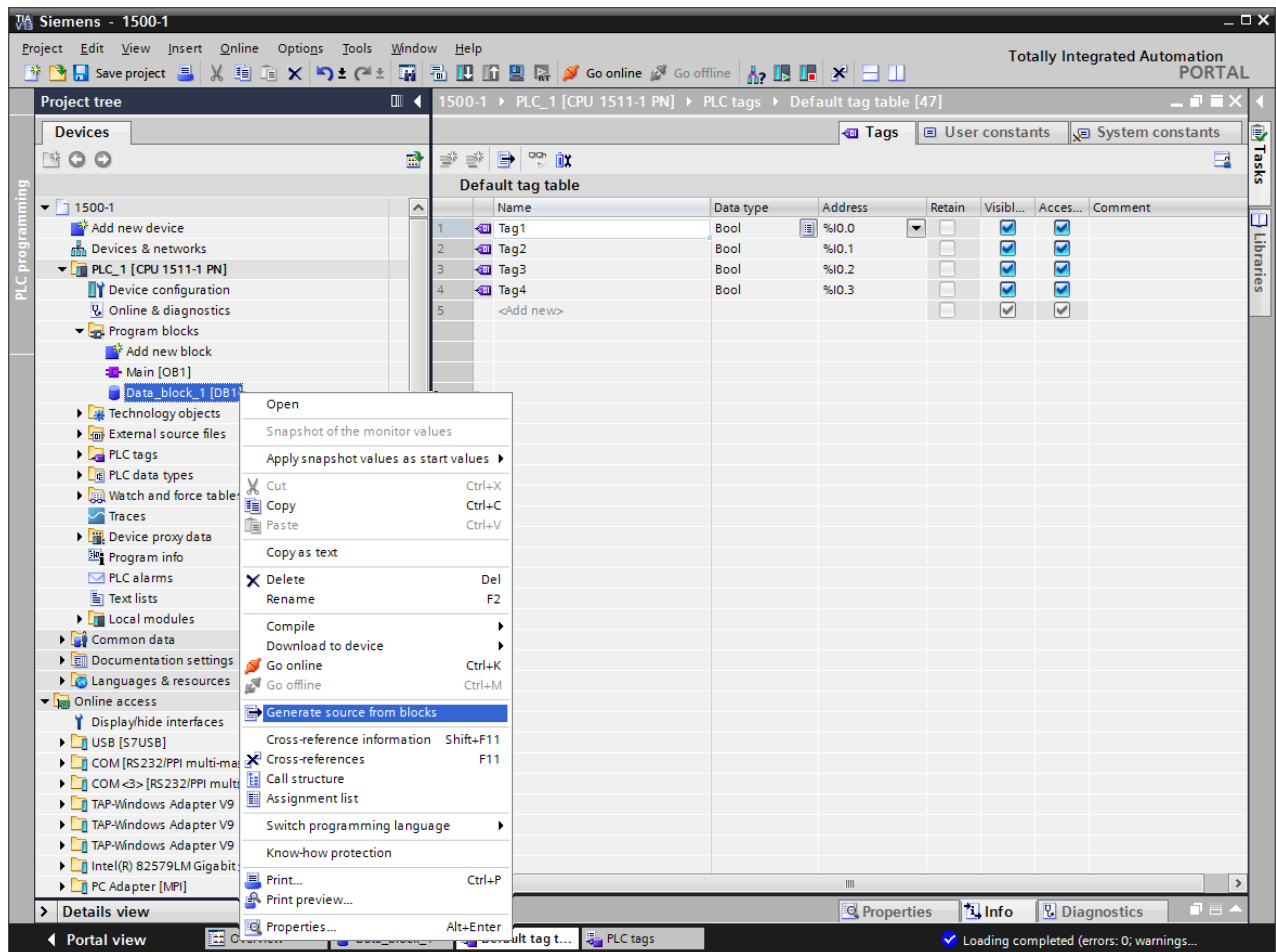 TIA V13 Siemens - 1500-1
Project Edit View Insert Online Options Tools Window Help
Totally Integrated Automation
PORTAL
Save project Go online Go offline
Project tree
1500-1 PLC_1 [CPU 1511-1 PN] PLC tags Default tag table [47]
Devices
Tags User constants System constants
Default tag table
Name Data type Address Retain Visibl... Acces... Comment
1 Tag1 Bool %I0.0
2 Tag2 Bool %I0.1
3 Tag3 Bool %I0.2
4 Tag4 Bool %I0.3
5 <Add new>
PLC programming
1500-1
Add new device
Devices & networks
PLC_1 [CPU 1511-1 PN]
Device configuration
Online & diagnostics
Program blocks
Add new block
Main [OB1]
Data_block_1 [DB1]
Technology objects
External source files
PLC tags
PLC data types
Watch and force tables
Traces
Device proxy data
Program info
PLC alarms
Text lists
Local modules
Common data
Documentation settings
Languages & resources
Online access
Display/hide interfaces
USB [S7USB]
COM [RS232/PPI multi-ma
COM <3> [RS232/PPI multi
TAP-Windows Adapter V9
TAP-Windows Adapter V9
TAP-Windows Adapter V9
Intel(R) 82579LM Gigabit
PC Adapter [MPI]
Open
Snapshot of the monitor values
Apply snapshot values as start values
Cut Ctrl+X
Copy Ctrl+C
Paste Ctrl+V
Copy as text
Delete Del
Rename F2
Compile
Download to device
Go online Ctrl+K
Go offline Ctrl+M
Generate source from blocks
Cross-reference information Shift+F11
Cross-references F11
Call structure
Assignment list
Switch programming language
Know-how protection
Print... Ctrl+P
Print preview...
Properties... Alt+Enter
Tasks
Libraries
Details view
Properties Info Diagnostics
Portal view
Default tag t... PLC tags
Loading completed (errors: 0; warnings...